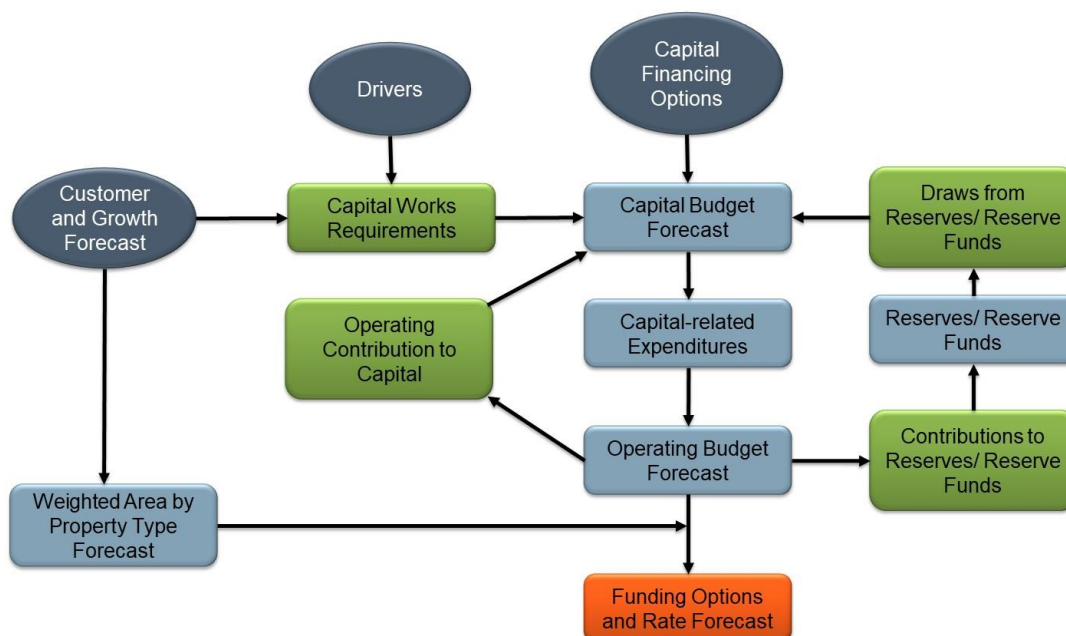 Capital
Financing
Options
Drivers
Customer
and Growth
Forecast
Capital Works
Requirements
Capital Budget
Forecast
Draws from
Reserves/ Reserve
Funds
Operating
Contribution to
Capital
Capital-related
Expenditures
Reserves/ Reserve
Funds
Operating Budget
Forecast
Contributions to
Reserves/ Reserve
Funds
Weighted Area by
Property Type
Forecast
Funding Options
and Rate Forecast